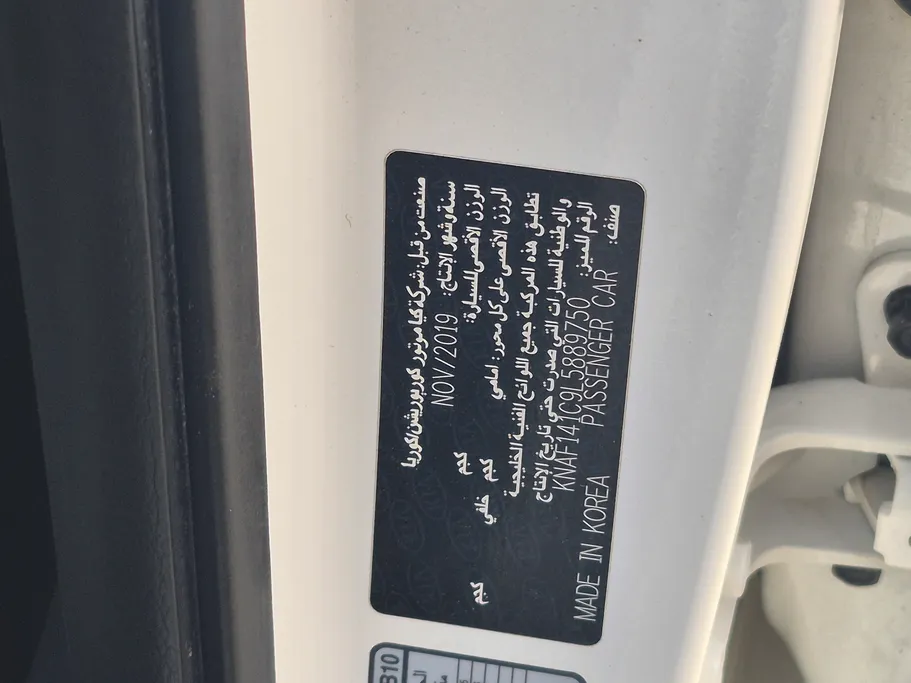 صنعت من قبل: شركة كيا موتورز كوربوريشن/كوريا
سنة وشهر الإنتاج: NOV/2019
الوزن الأقصى للسيارة: كجم
الوزن الأقصى على كل محور: امامي كجم خلفي كجم
تطابق هذه المركبة جميع اللوائح الفنية الخليجية
والوطنية للسيارات التي صدرت حتي تاريخ الإنتاج
الرقم المميز: KNAF141C9L5889750
صنف: PASSENGER CAR MADE IN KOREA